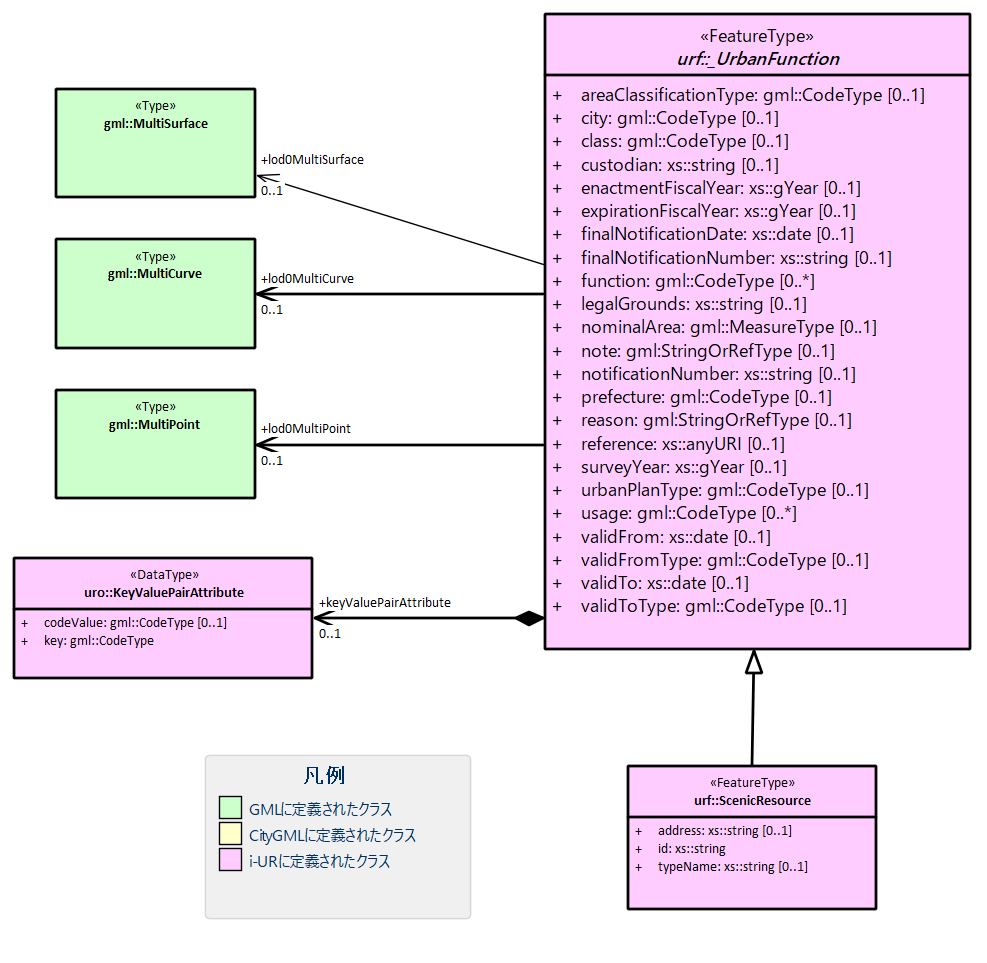 «FeatureType»
urf::_UrbanFunction
+ areaClassificationType: gml::CodeType [0..1]
+ city: gml::CodeType [0..1]
+ class: gml::CodeType [0..1]
+ custodian: xs::string [0..1]
+ enactmentFiscalYear: xs::gYear [0..1]
+ expirationFiscalYear: xs::gYear [0..1]
+ finalNotificationDate: xs::date [0..1]
+ finalNotificationNumber: xs::string [0..1]
+ function: gml::CodeType [0..*]
+ legalGrounds: xs::string [0..1]
+ nominalArea: gml::MeasureType [0..1]
+ note: gml:StringOrRefType [0..1]
+ notificationNumber: xs::string [0..1]
+ prefecture: gml::CodeType [0..1]
+ reason: gml:StringOrRefType [0..1]
+ reference: xs::anyURI [0..1]
+ surveyYear: xs::gYear [0..1]
+ urbanPlanType: gml::CodeType [0..1]
+ usage: gml::CodeType [0..*]
+ validFrom: xs::date [0..1]
+ validFromType: gml::CodeType [0..1]
+ validTo: xs::date [0..1]
+ validToType: gml::CodeType [0..1]
«Type»
gml::MultiSurface
+lod0MultiSurface
0..1
«Type»
gml::MultiCurve
+lod0MultiCurve
0..1
«Type»
gml::MultiPoint
+lod0MultiPoint
0..1
«DataType»
uro::KeyValuePairAttribute
+ codeValue: gml::CodeType [0..1]
+ key: gml::CodeType
+keyValuePairAttribute
0..1
凡例
GMLに定義されたクラス
CityGMLに定義されたクラス
i-URに定義されたクラス
«FeatureType»
urf::ScenicResource
+ address: xs::string [0..1]
+ id: xs::string
+ typeName: xs::string [0..1]